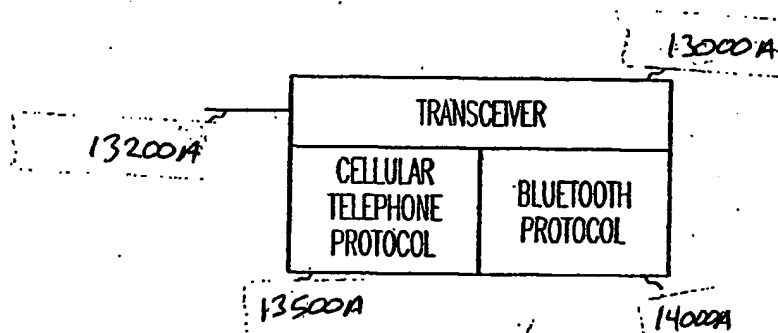 13000A
TRANSCEIVER
13200A
CELLULAR
TELEPHONE
PROTOCOL
BLUETOOTH
PROTOCOL
13500A
14000A